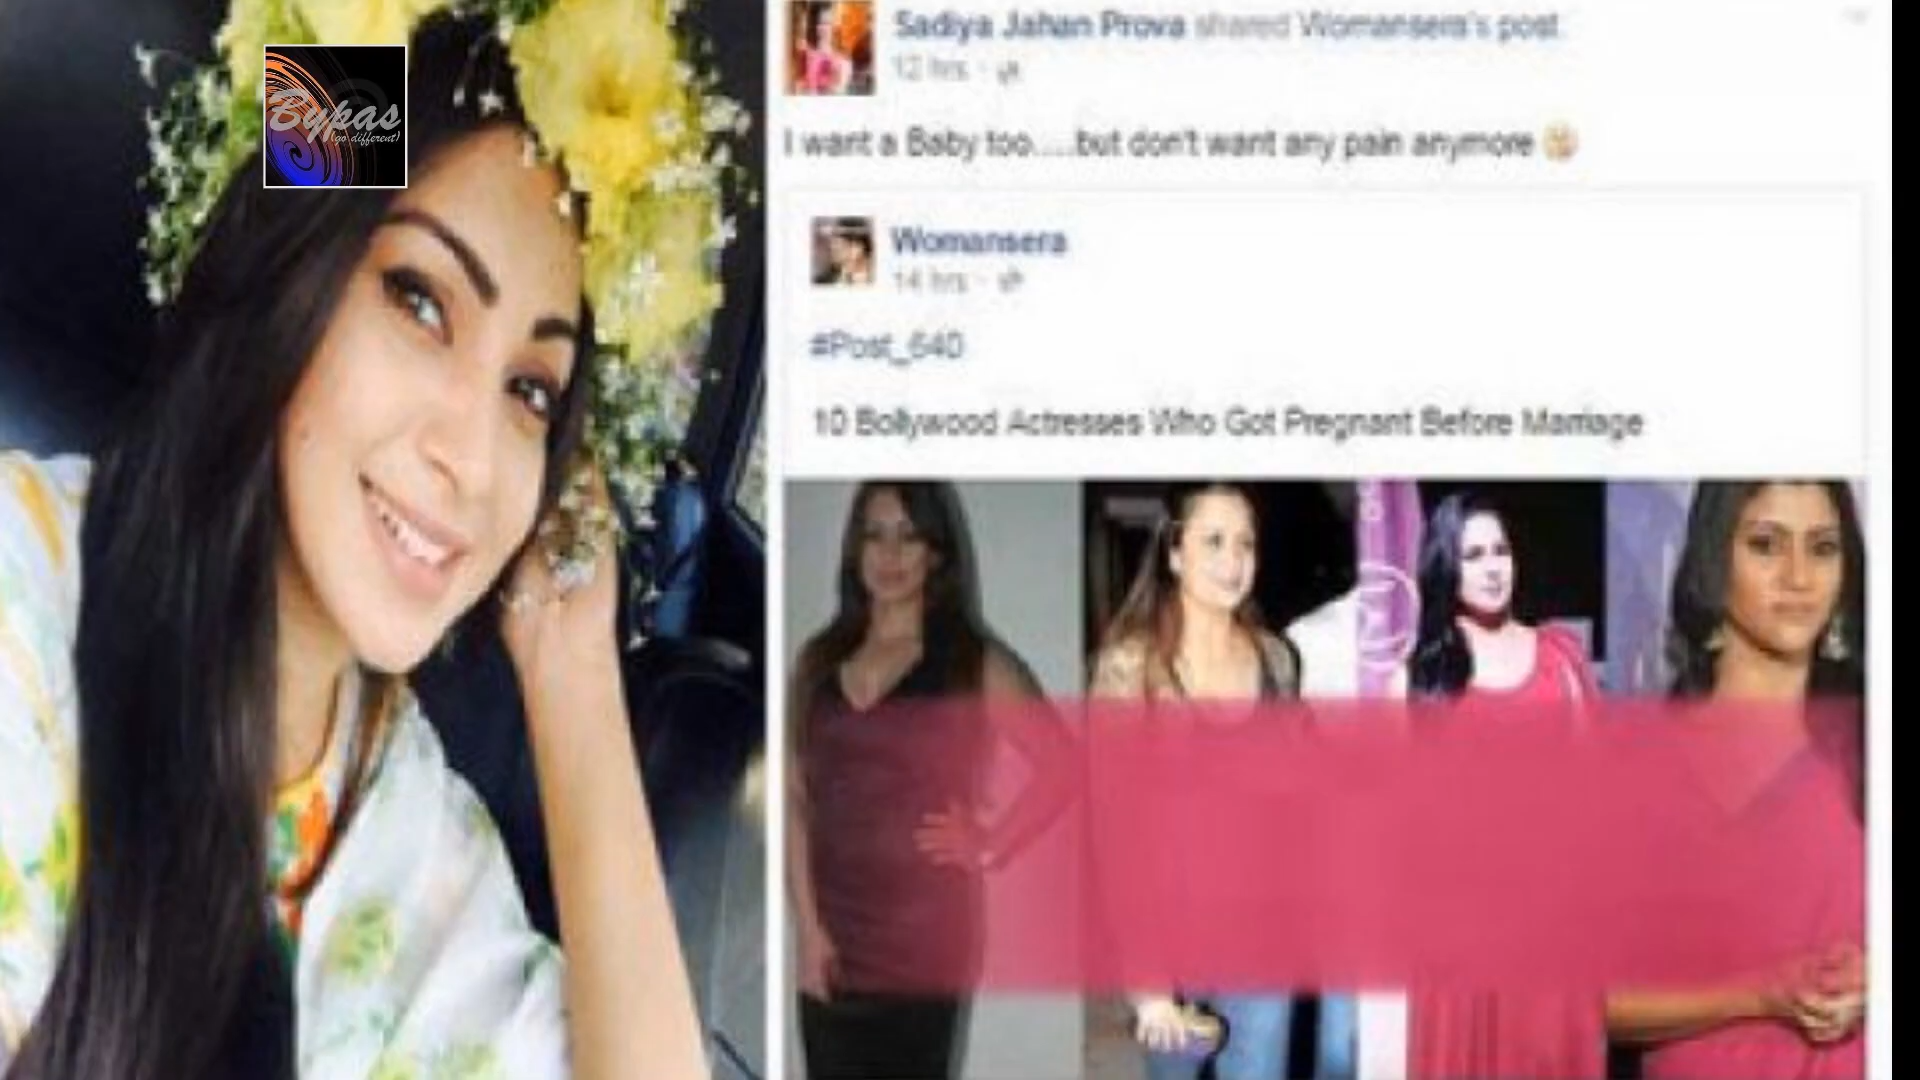 Bypas
(go different)
Sadiya Jahan Prova shared Womansera's post.
12 hrs ·
I want a Baby too.....but don't want any pain anymore
Womansera
14 hrs ·
#Post_640
10 Bollywood Actresses Who Got Pregnant Before Marriage